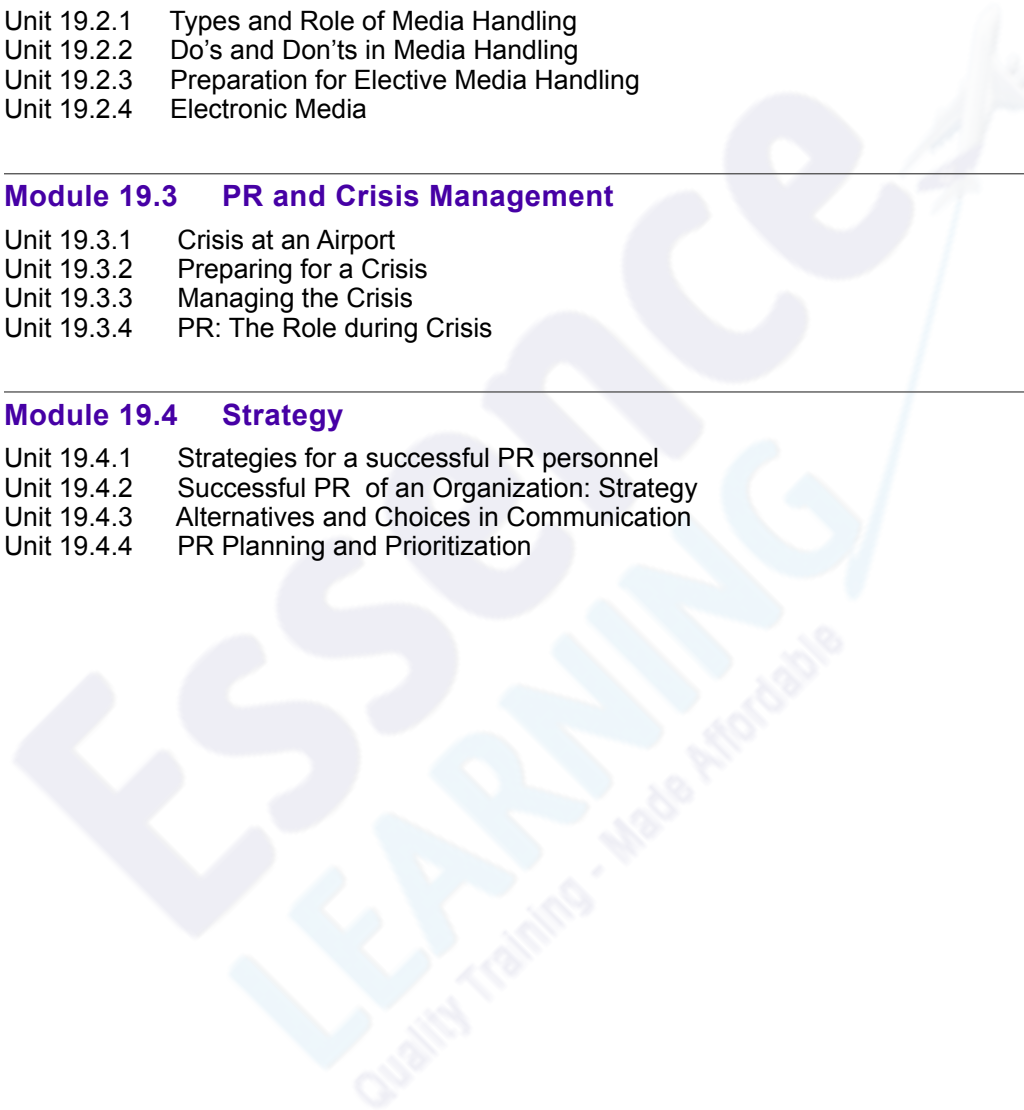 Unit 19.2.1 Types and Role of Media Handling
Unit 19.2.2 Do’s and Don’ts in Media Handling
Unit 19.2.3 Preparation for Elective Media Handling
Unit 19.2.4 Electronic Media
Module 19.3 PR and Crisis Management
Unit 19.3.1 Crisis at an Airport
Unit 19.3.2 Preparing for a Crisis
Unit 19.3.3 Managing the Crisis
Unit 19.3.4 PR: The Role during Crisis
Module 19.4 Strategy
Unit 19.4.1 Strategies for a successful PR personnel
Unit 19.4.2 Successful PR of an Organization: Strategy
Unit 19.4.3 Alternatives and Choices in Communication
Unit 19.4.4 PR Planning and Prioritization
Essence
LEARNING
Quality Training - Made Affordable